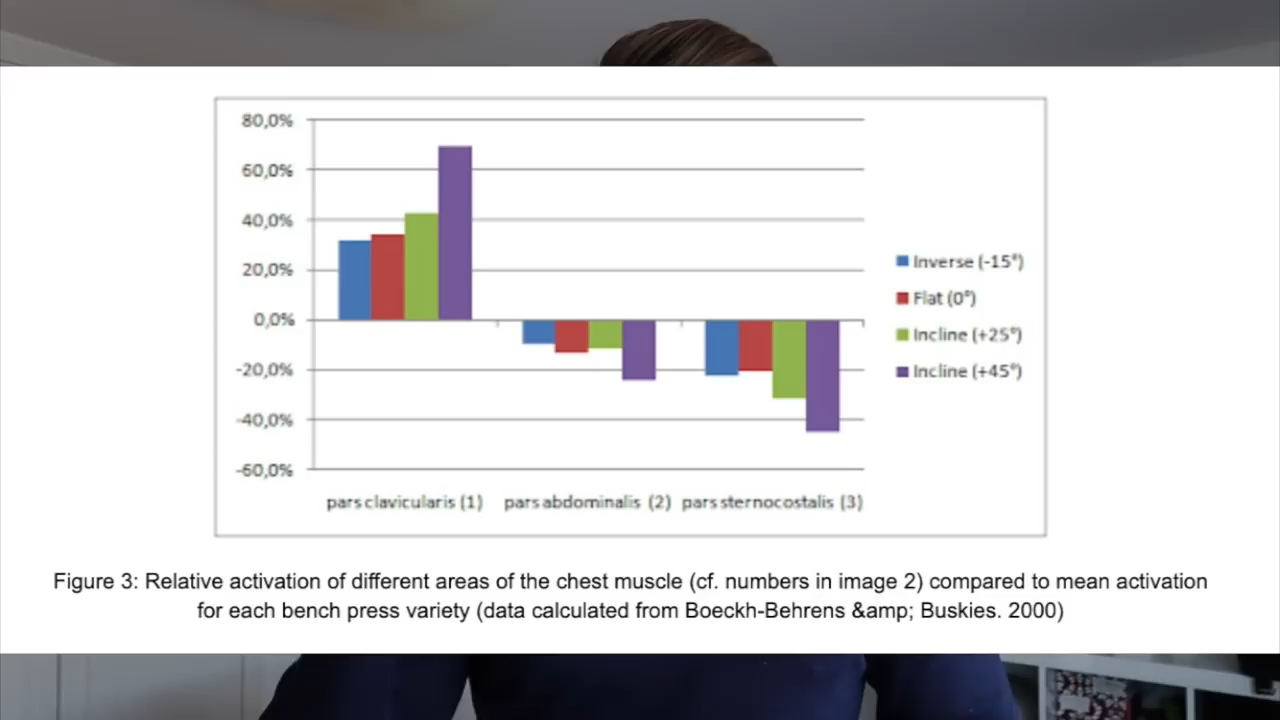 80,0%
60,0%
40,0%
20,0%
0,0%
-20,0%
-40,0%
-60,0%
pars clavicularis (1) pars abdominalis (2) pars sternocostalis (3)
Inverse (-15°)
Flat (0°)
Incline (+25°)
Incline (+45°)
Figure 3: Relative activation of different areas of the chest muscle (cf. numbers in image 2) compared to mean activation
for each bench press variety (data calculated from Boeckh-Behrens &amp; Buskies. 2000)